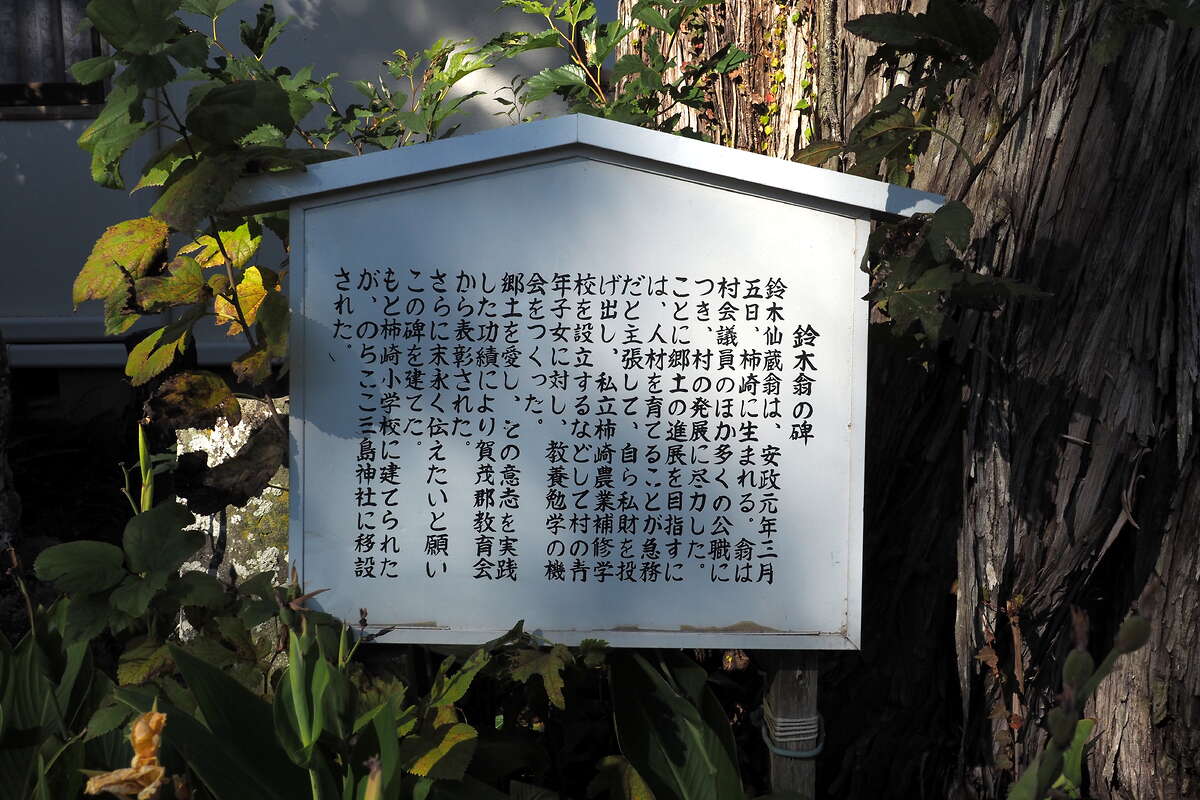 鈴木翁の碑
鈴木仙蔵翁は、安政元年三月
五日、柿崎に生まれる。翁は
村会議員のほか多くの公職に
つき、村の発展に尽力した。
ことに郷土の進展を目指すに
は、人材を育てることが急務
だと主張して、自ら私財を投
げ出し、私立柿崎農業補修学
校を設立するなどして村の青
年子女に対し、教養勉学の機
会をつくった。
郷土を愛し、その意志を実践
した功績により賀茂郡教育会
から表彰された。
さらに末永く伝えたいと願い
この碑を建てた。
もと柿崎小学校に建てられた
が、のちここ三島神社に移設
された。